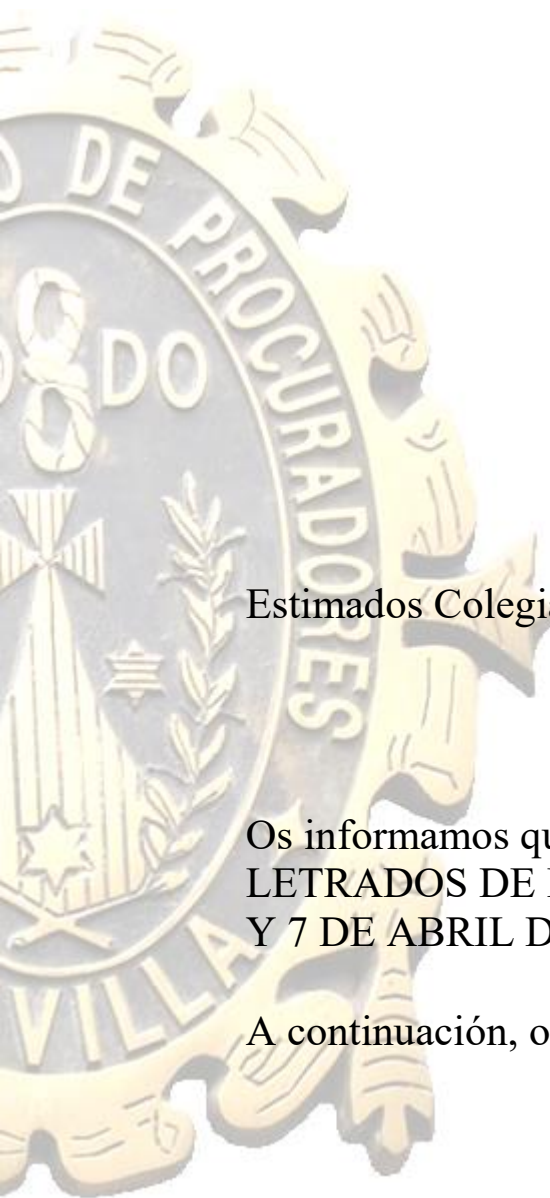 DE PROCURADORES
DO
VILLA
Estimados Colegia
Os informamos qu
LETRADOS DE
Y 7 DE ABRIL D
A continuación, o